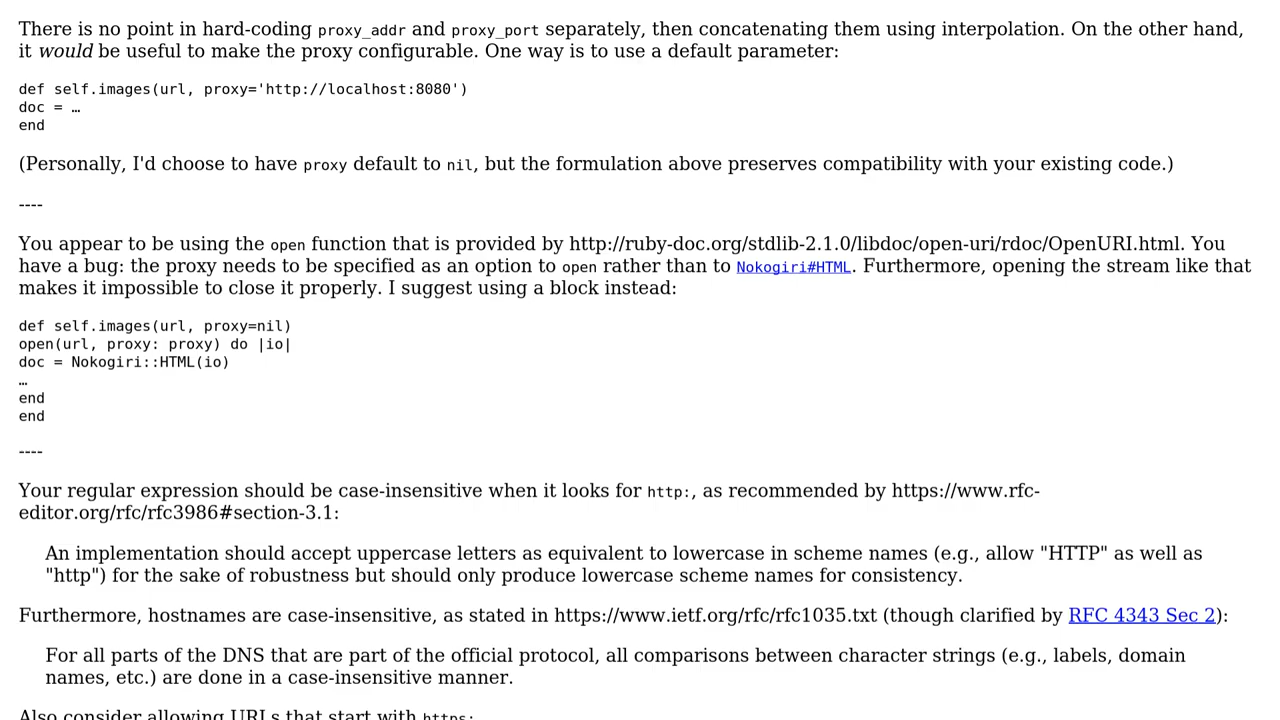 There is no point in hard-coding proxy_addr and proxy_port separately, then concatenating them using interpolation. On the other hand,
it would be useful to make the proxy configurable. One way is to use a default parameter:
def self.images(url, proxy='http://localhost:8080')
doc = …
end
(Personally, I'd choose to have proxy default to nil, but the formulation above preserves compatibility with your existing code.)
----
You appear to be using the open function that is provided by http://ruby-doc.org/stdlib-2.1.0/libdoc/open-uri/rdoc/OpenURI.html. You
have a bug: the proxy needs to be specified as an option to open rather than to Nokogiri#HTML. Furthermore, opening the stream like that
makes it impossible to close it properly. I suggest using a block instead:
def self.images(url, proxy=nil)
open(url, proxy: proxy) do |io|
doc = Nokogiri::HTML(io)
…
end
end
----
Your regular expression should be case-insensitive when it looks for http:, as recommended by https://www.rfc-
editor.org/rfc/rfc3986#section-3.1:
An implementation should accept uppercase letters as equivalent to lowercase in scheme names (e.g., allow "HTTP" as well as
"http") for the sake of robustness but should only produce lowercase scheme names for consistency.
Furthermore, hostnames are case-insensitive, as stated in https://www.ietf.org/rfc/rfc1035.txt (though clarified by RFC 4343 Sec 2):
For all parts of the DNS that are part of the official protocol, all comparisons between character strings (e.g., labels, domain
names, etc.) are done in a case-insensitive manner.
Also consider allowing URLs that start with https: